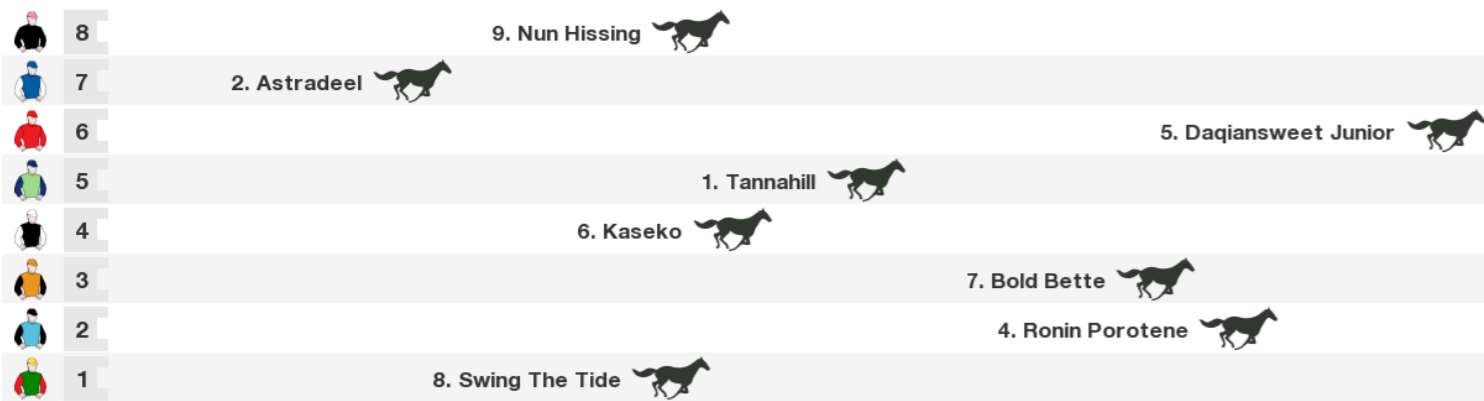 8 9. Nun Hissing
7 2. Astradeel
6 5. Daqiansweet Junior
5 1. Tannahill
4 6. Kaseko
3 7. Bold Bette
2 4. Ronin Porotene
1 8. Swing The Tide